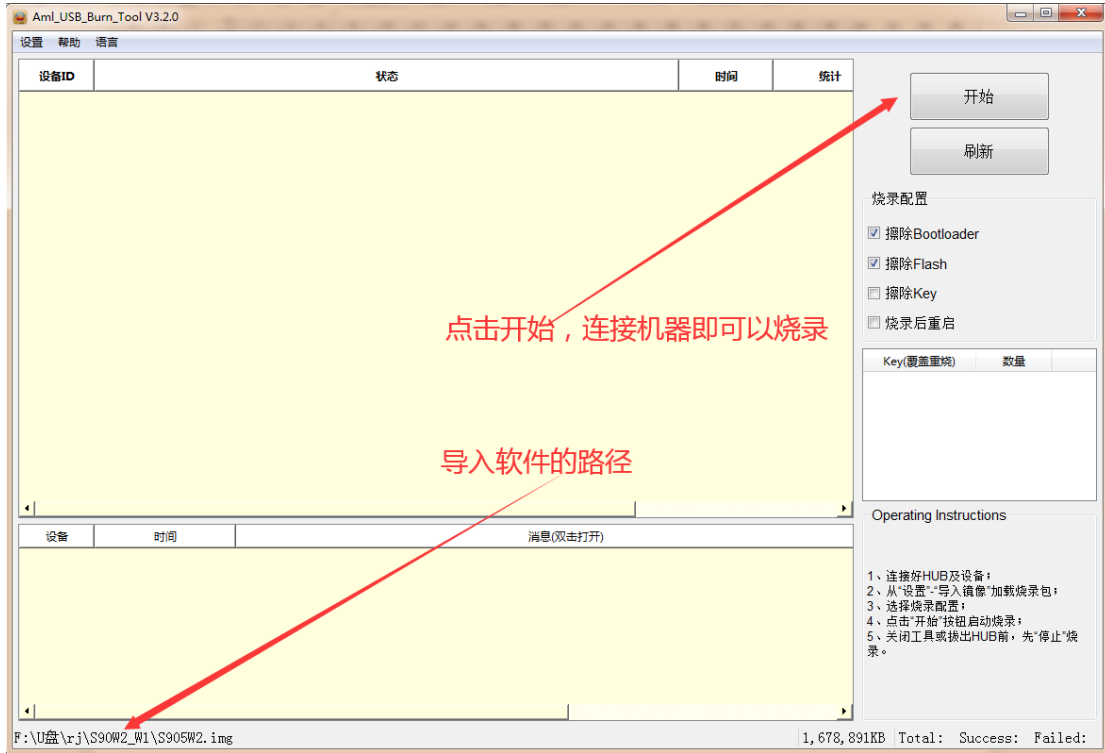 Aml_USB_Burn_Tool V3.2.0
设置 帮助 语言
设备ID 状态 时间 统计
开始
刷新
烧录配置
擦除Bootloader
擦除Flash
擦除Key
烧录后重启
点击开始，连接机器即可以烧录
Key(覆盖重烧) 数量
导入软件的路径
设备 时间 消息(双击打开)
Operating Instructions
1、连接好HUB及设备；
2、从“设置”-“导入镜像”加载烧录包；
3、选择烧录配置；
4、点击“开始”按钮启动烧录；
5、关闭工具或拔出HUB前，先“停止”烧
录。
F:\U盘\rj\S90W2_W1\S905W2.img 1,678,891KB Total: Success: Failed: